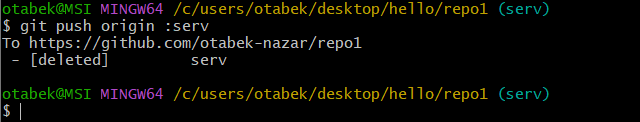 otabek@MSI MINGW64 /c/users/otabek/desktop/hello/repo1 (serv)
$ git push origin :serv
To https://github.com/otabek-nazar/repo1
 - [deleted]         serv
otabek@MSI MINGW64 /c/users/otabek/desktop/hello/repo1 (serv)
$